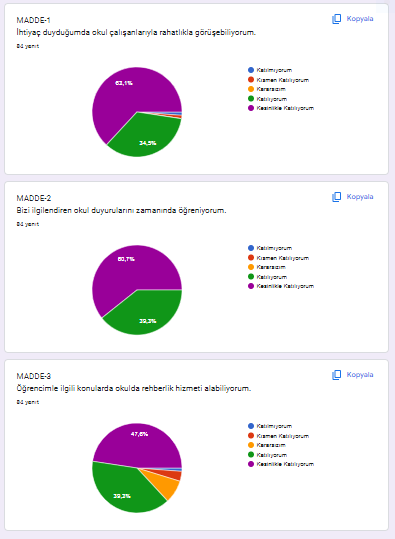 MADDE-1
Kopyala
İhtiyaç duyduğumda okul çalışanlarıyla rahatlıkla görüşebiliyorum.
84 yanıt
63,1%
34,5%
Katılmıyorum
Kısmen Katılıyorum
Kararsızım
Katılıyorum
Kesinlikle Katılıyorum
MADDE-2
Kopyala
Bizi ilgilendiren okul duyurularını zamanında öğreniyorum.
84 yanıt
60,7%
39,3%
Katılmıyorum
Kısmen Katılıyorum
Kararsızım
Katılıyorum
Kesinlikle Katılıyorum
MADDE-3
Kopyala
Öğrencimle ilgili konularda okulda rehberlik hizmeti alabiliyorum.
84 yanıt
47,6%
39,3%
Katılmıyorum
Kısmen Katılıyorum
Kararsızım
Katılıyorum
Kesinlikle Katılıyorum